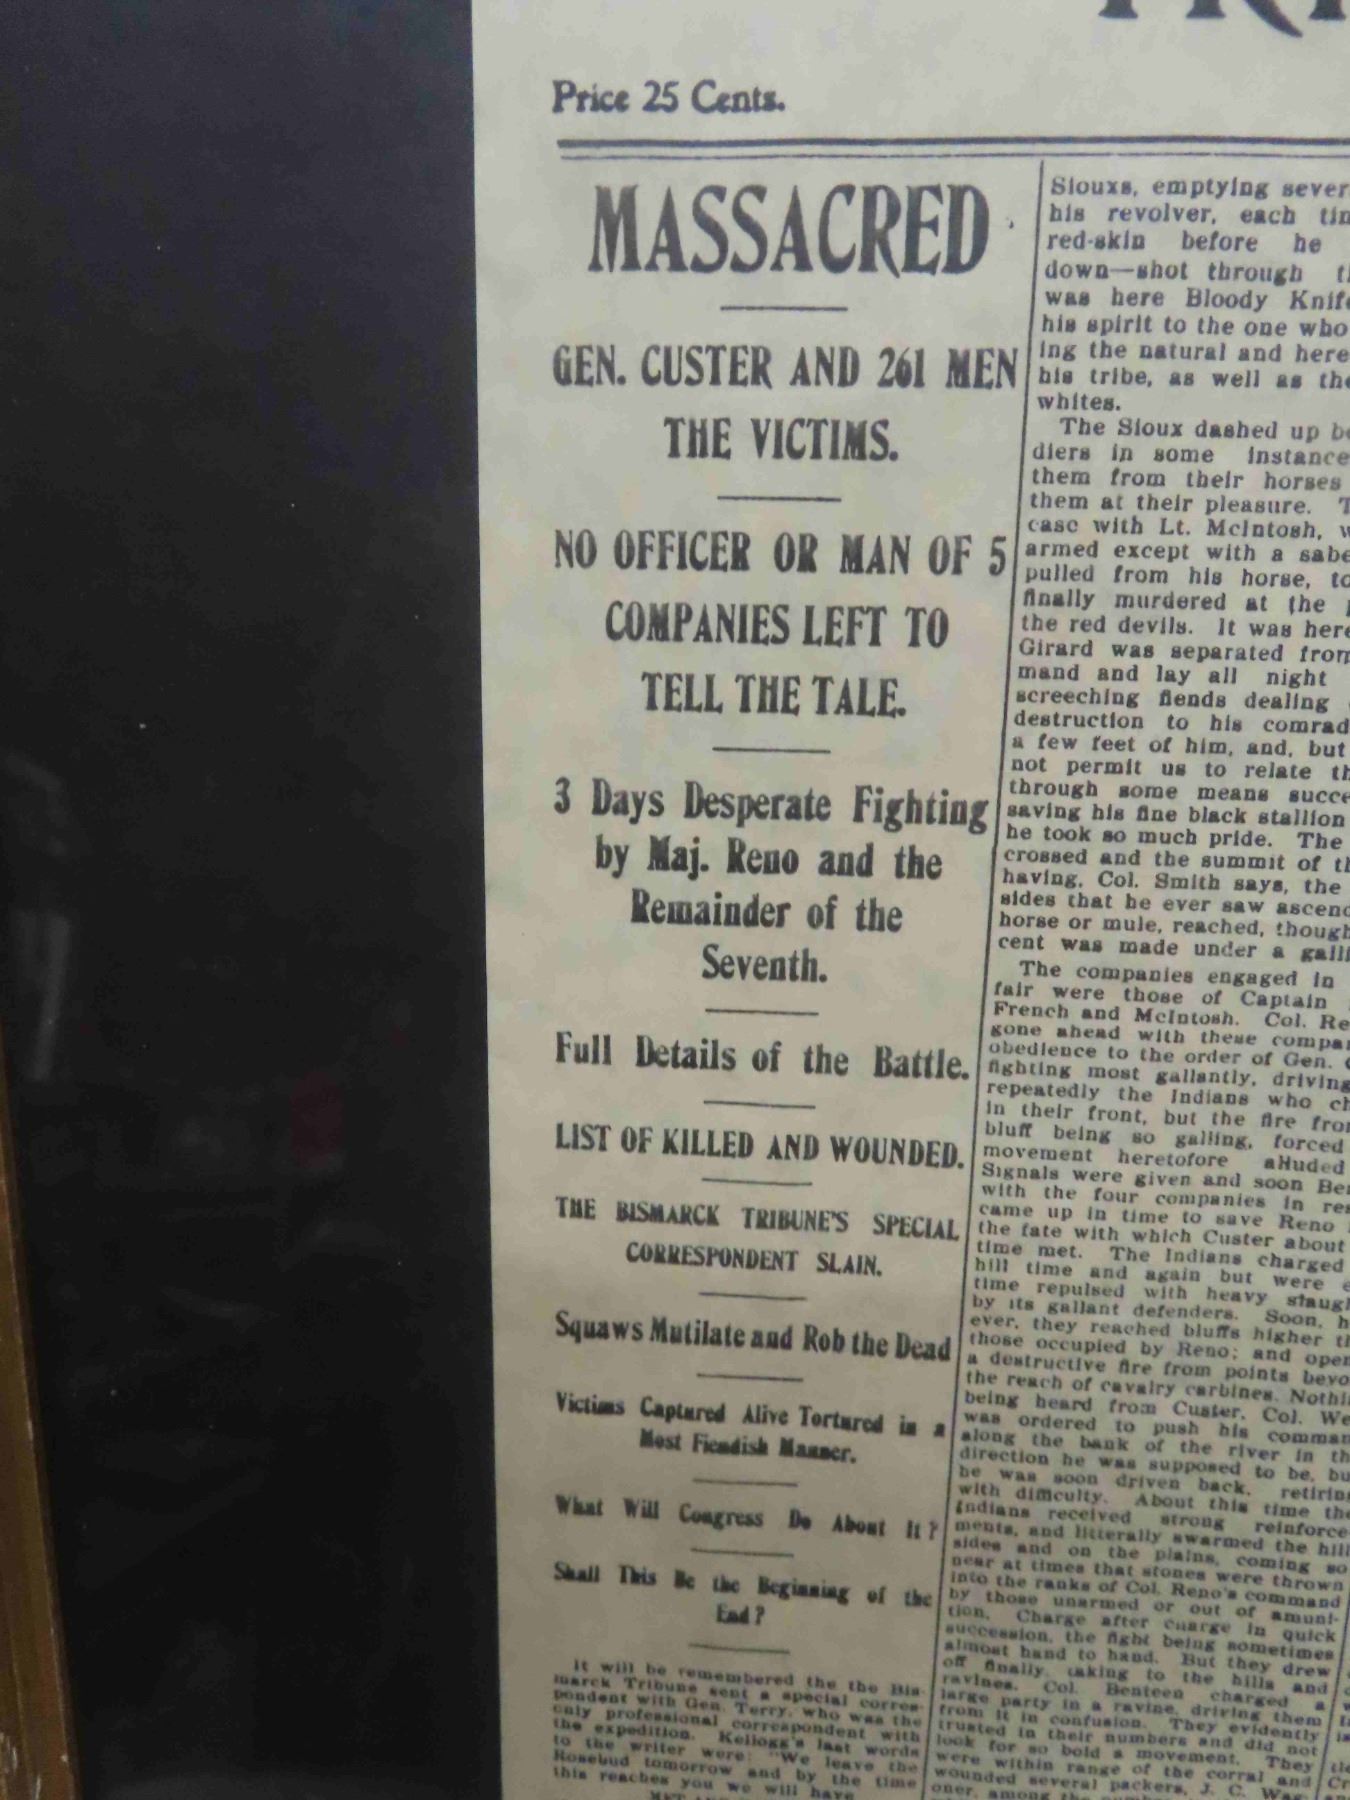 Price 25 Cents.
MASSACRED
GEN. CUSTER AND 261 MEN
THE VICTIMS.
NO OFFICER OR MAN OF 5
COMPANIES LEFT TO
TELL THE TALE.
3 Days Desperate Fighting
by Maj. Reno and the
Remainder of the
Seventh.
Full Details of the Battle.
LIST OF KILLED AND WOUNDED.
THE BISMARCK TRIBUNE'S SPECIAL
CORRESPONDENT SLAIN.
Squaws Mutilate and Rob the Dead
Victims Captured Alive Tortured in a
Most Fiendish Manner.
What Will Congress Do About It?
Shall This Be the Beginning of the
End?
It will be remembered the the Bis-
marck Tribune sent a special corres-
pondent with Gen. Terry, who was the
only professional correspondent with
the expedition. Kellogg's last words
to the writer were: "We leave the
Rosebud tomorrow and by the time
this reaches you we will have
Siouxs, emptying sever
his revolver, each
red-skin before he
down—shot through
was here Bloody
his spirit to the one who
ing the natural and here
his tribe, as well as
whites.
The Sioux dashed up
diers in some instance
them from their horses
them at their pleasure.
case with Lt. McIntosh,
armed except with a sabe
pulled from his horse,
finally murdered at the
the red devils. It was here
Girard was separated from
mand and lay all night
screeching fiends dealing
destruction to his comrad
a few feet of him, and, but
not permit us to relate
through some means succe
saving his fine black stallion
he took so much pride. The
crossed and the summit of
having, Col. Smith says, the
sides that he ever saw ascend
horse or mule, reached, though
cent was made under a galli
The companies engaged in
fair were those of Captain
French and McIntosh. Col. Re
gone ahead with these compa
obedience to the order of Gen.
fighting most gallantly, driving
repeatedly the Indians who
in their front, but the fire from
bluff being so galling, forced
movement heretofore alluded
Signals were given and soon Be
with the four companies in res
came up in time to save Reno
the fate with which Custer about
time met. The Indians charged
hill time and again but were
time repulsed with heavy slaugh
by its gallant defenders. Soon, h
ever, they reached bluffs higher
those occupied by Reno; and open
a destructive fire from points beyo
the reach of cavalry carbines. Nothi
being heard from Custer, Col. We
was ordered to push his comman
along the bank of the river in th
direction he was supposed to be, bu
he was soon driven back, retiring
with difficulty. About this time the
Indians received strong reinforce-
ments, and litterally swarmed the hill
sides and on the plains, coming so
near at times that stones were thrown
into the ranks of Col. Reno's command
by those unarmed or out of amuni-
tion. Charge after charge in quick
succession, the fight being sometimes
almost hand to hand. But they drew
off finally, taking to the hills and
ravines. Col. Benteen charged a
large party in a ravine, driving them
from it in confusion. They evidently
trusted in their numbers and did not
look for so bold a movement. They
were within range of the corral and
wounded several packers, J. C. Wag-